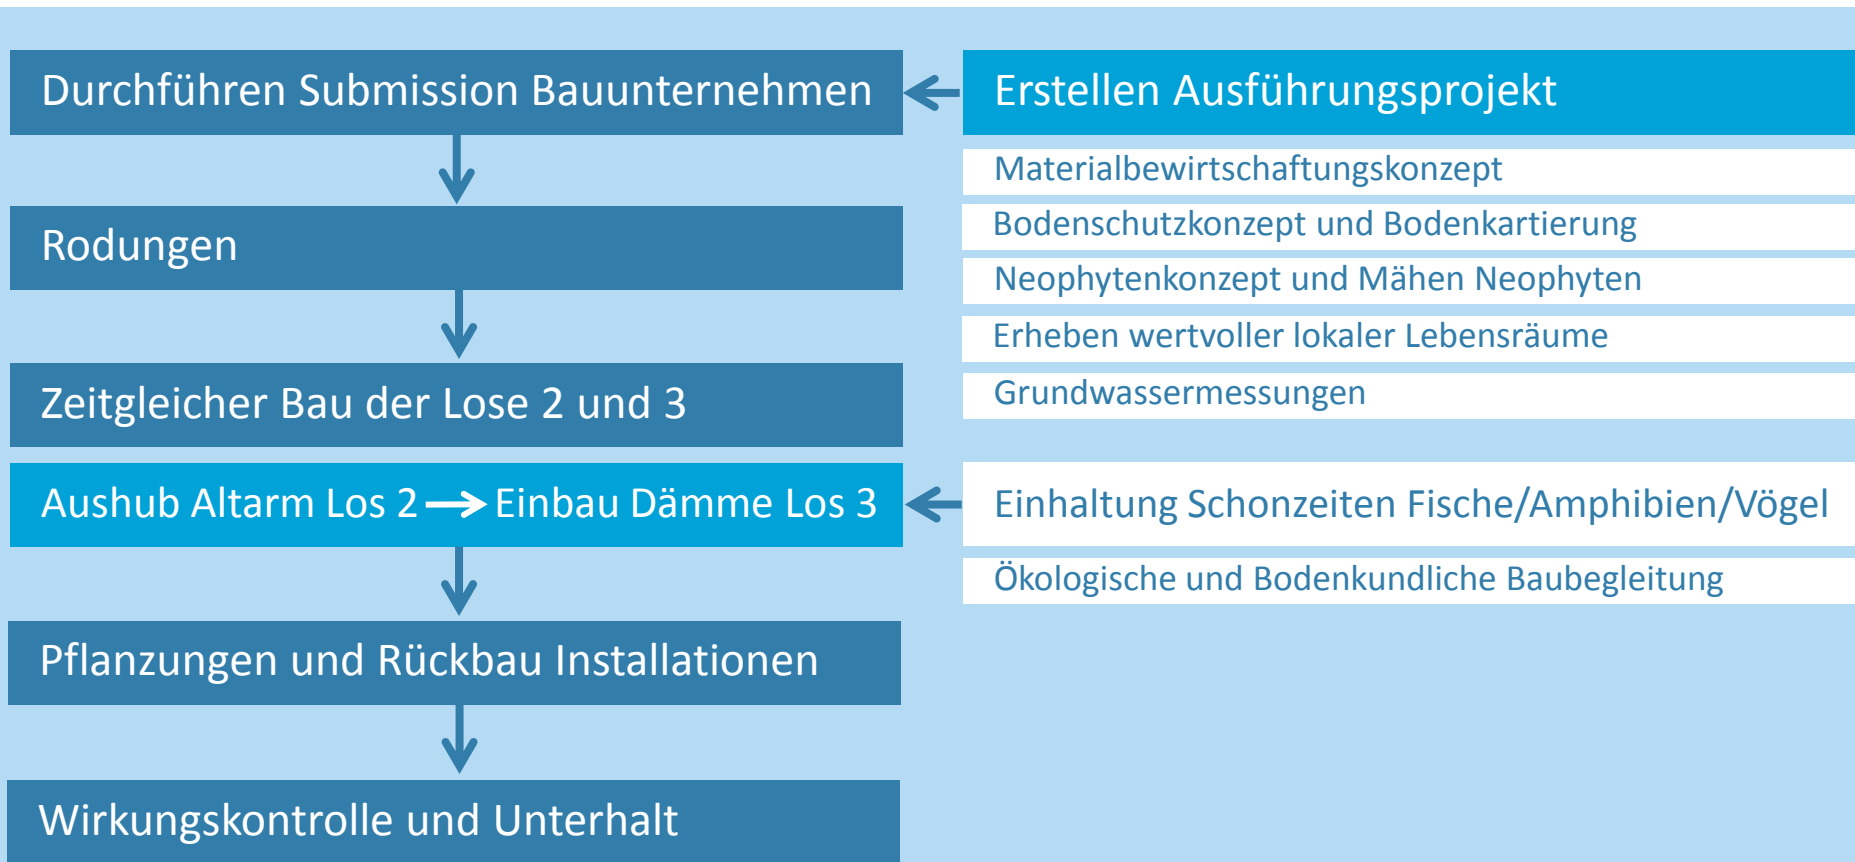 Durchführen Submission Bauunternehmen
Rodungen
Zeitgleicher Bau der Lose 2 und 3
Aushub Altarm Los 2 → Einbau Dämme Los 3
Pflanzungen und Rückbau Installationen
Wirkungskontrolle und Unterhalt
Erstellen Ausführungsprojekt
Materialbewirtschaftungskonzept
Bodenschutzkonzept und Bodenkartierung
Neophytenkonzept und Mähen Neophyten
Erheben wertvoller lokaler Lebensräume
Grundwassermessungen
Einhaltung Schonzeiten Fische/Amphibien/Vögel
Ökologische und Bodenkundliche Baubegleitung